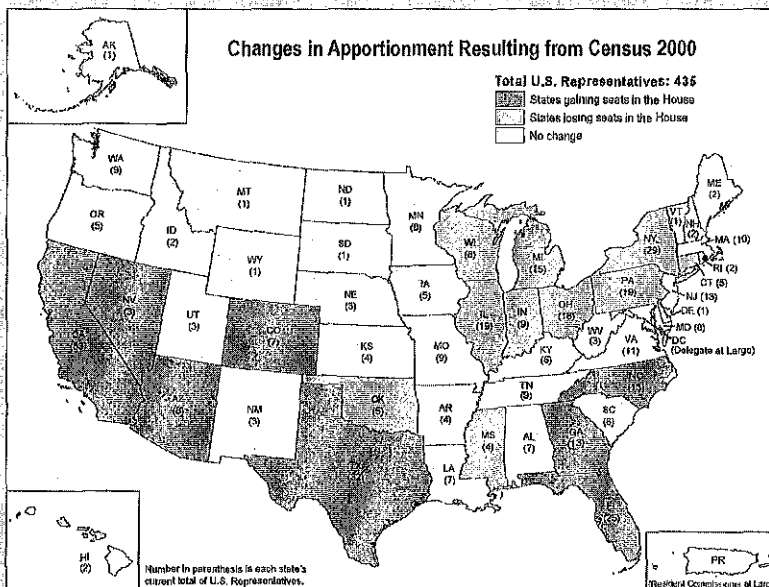 Changes in Apportionment Resulting from Census 2000
Total U.S. Representatives: 435
States gaining seats in the House
States losing seats in the House
No change
AK
(1)
WA
(9)
OR
(5)
ID
(2)
MT
(1)
WY
(1)
ND
(1)
SD
(1)
NE
(3)
KS
(4)
MN
(8)
IA
(5)
MO
(9)
AR
(4)
LA
(7)
WI
(8)
MI
(15)
IL
(19)
IN
(9)
OH
(18)
KY
(6)
TN
(9)
MS
(4)
AL
(7)
GA
(13)
SC
(6)
NC
VA
(11)
WV
(3)
PA
(19)
NY
(29)
VT
(1)
NH
(2)
ME
(2)
MA (10)
RI (2)
CT (5)
NJ (13)
DE (1)
MD (8)
DC
(Delegate at Large)
NV
(3)
UT
(3)
CO
(7)
NM
(3)
OK
(5)
(25)
HI
(2)
Number in parenthesis is each state's
current total of U.S. Representatives.
PR
(Resident Commissioner at Large)